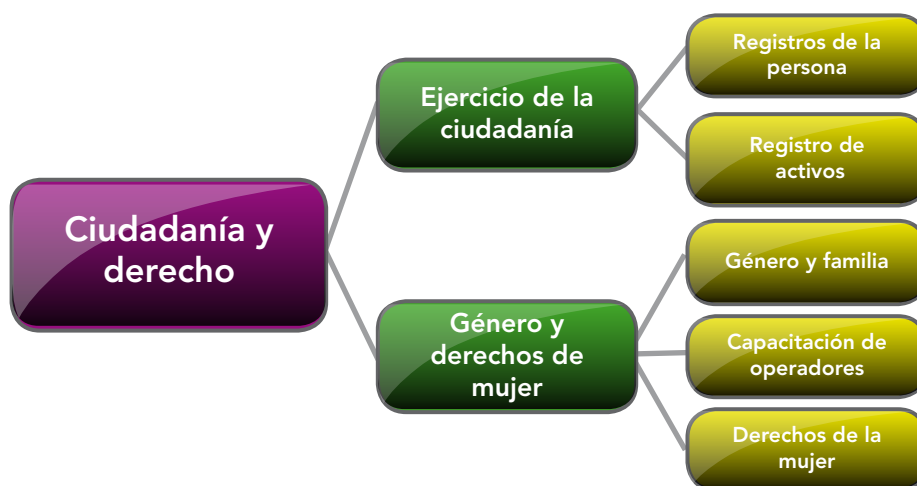 Ciudadanía y
derecho
Ejercicio de la
ciudadanía
Registros de la
persona
Registro de
activos
Género y
derechos de
mujer
Género y familia
Capacitación de
operadores
Derechos de la
mujer